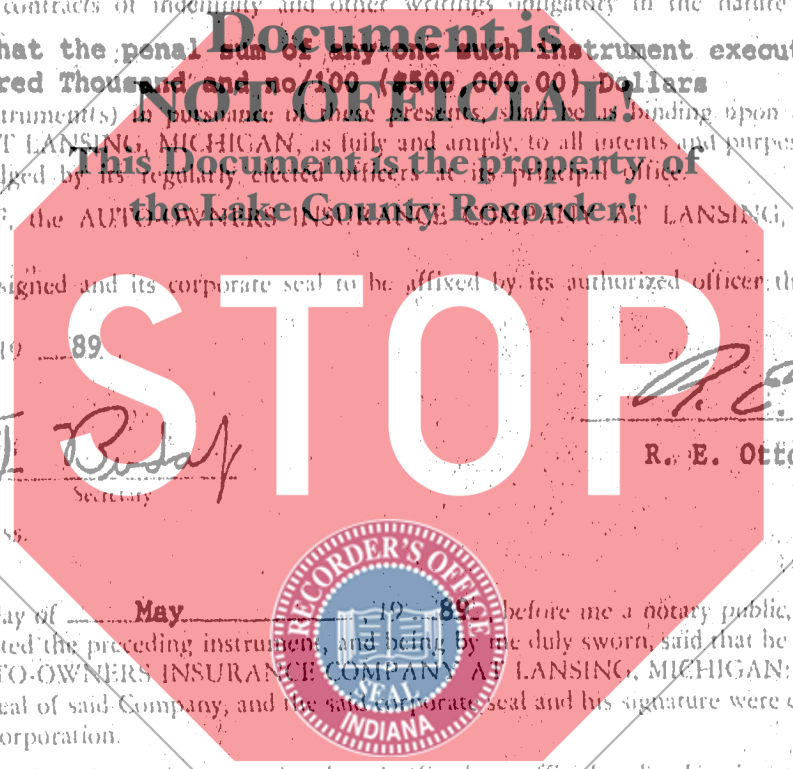 contracts of indemnity and other writings obligatory in the nature
Document is
hat the penal sum of any one such instrument execut
red Thousand and no/100 ($500,000.00) Dollars
NOT OFFICIAL!
trument(s) in pursuance of these presents, shall be as binding upon
T LANSING, MICHIGAN, as fully and amply, to all intents and purpos
This Document is the property of
dged by its regularly elected officers at its principal office.
the Lake County Recorder!
F, the AUTO-OWNERS INSURANCE COMPANY AT LANSING,
signed and its corporate seal to be affixed by its authorized officer th
STOP
19 89
R. E.
R. E. Otto
Secretary
ss.
RECORDER'S OFFICE
day of May, 19 89, before me a notary public,
ted the preceding instrument, and being by me duly sworn, said that he
TO-OWNERS INSURANCE COMPANY AT LANSING, MICHIGAN;
SEAL
eal of said Company, and the said corporate seal and his signature were
INDIANA
orporation.